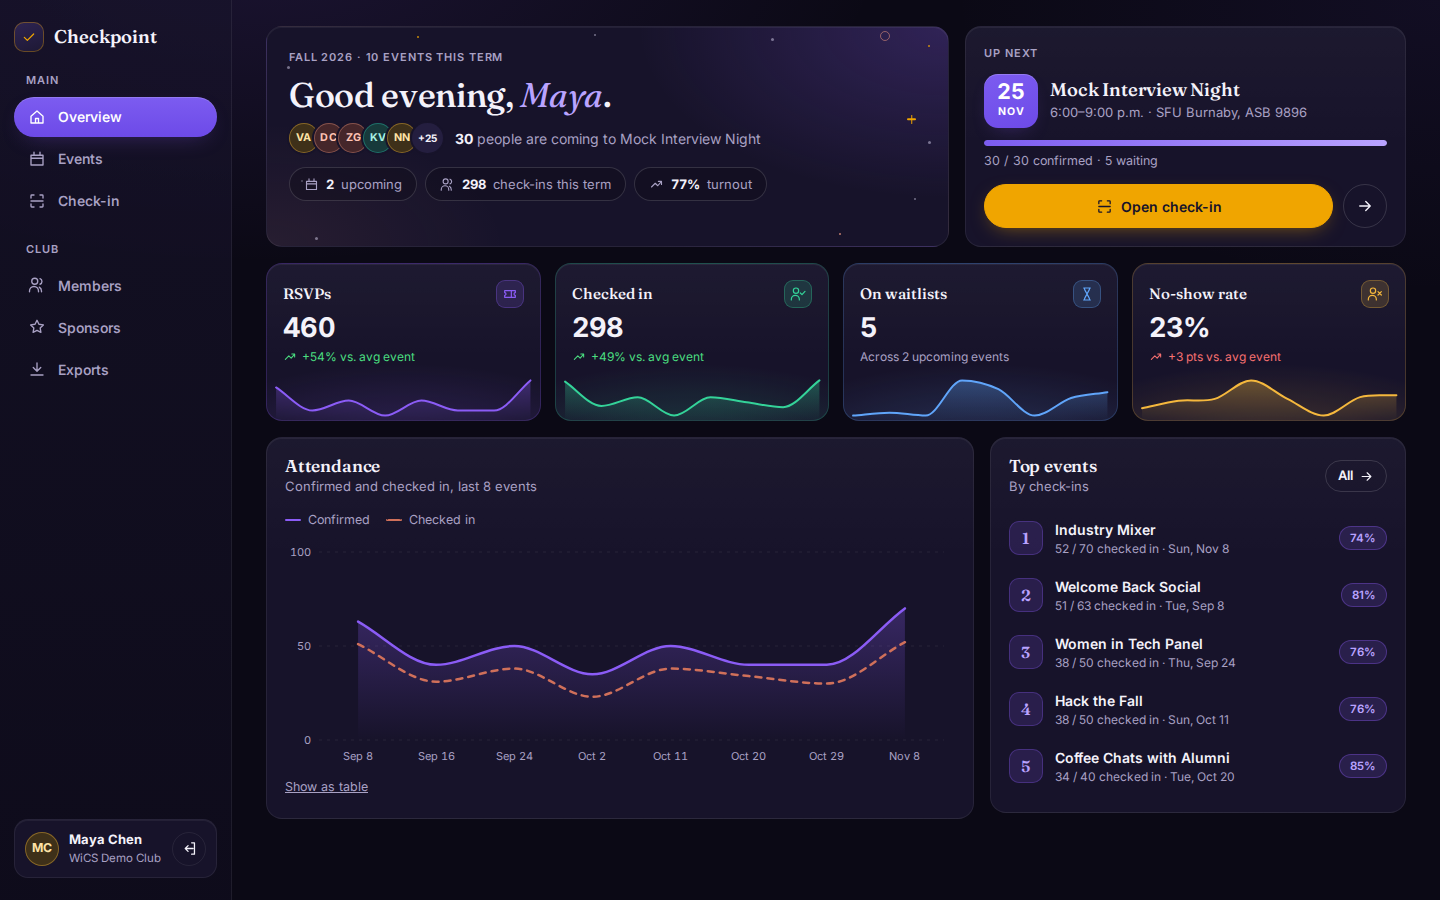 Checkpoint
MAIN
Overview
Events
Check-in
CLUB
Members
Sponsors
Exports
MC
Maya Chen
WiCS Demo Club
FALL 2026 · 10 EVENTS THIS TERM
Good evening, Maya.
VA DC ZG KV NN +25 30 people are coming to Mock Interview Night
2 upcoming
298 check-ins this term
77% turnout
UP NEXT
25
NOV
Mock Interview Night
6:00–9:00 p.m. · SFU Burnaby, ASB 9896
30 / 30 confirmed · 5 waiting
Open check-in
RSVPs
460
+54% vs. avg event
Checked in
298
+49% vs. avg event
On waitlists
5
Across 2 upcoming events
No-show rate
23%
+3 pts vs. avg event
Attendance
Confirmed and checked in, last 8 events
Confirmed
Checked in
100
50
0
Sep 8
Sep 16
Sep 24
Oct 2
Oct 11
Oct 20
Oct 29
Nov 8
Show as table
Top events
By check-ins
All
1
Industry Mixer
52 / 70 checked in · Sun, Nov 8
74%
2
Welcome Back Social
51 / 63 checked in · Tue, Sep 8
81%
3
Women in Tech Panel
38 / 50 checked in · Thu, Sep 24
76%
4
Hack the Fall
38 / 50 checked in · Sun, Oct 11
76%
5
Coffee Chats with Alumni
34 / 40 checked in · Tue, Oct 20
85%